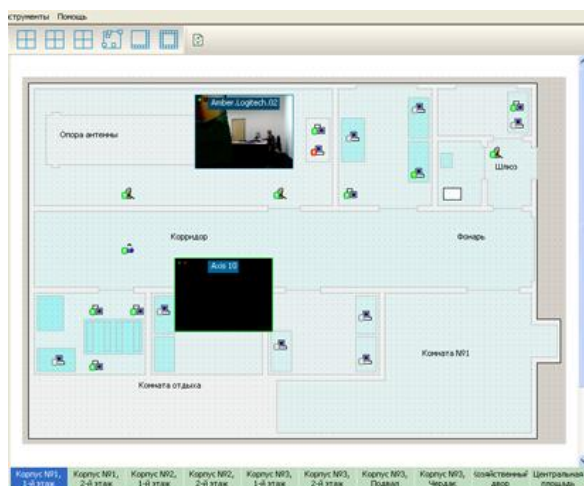 струменты Помощь
Amber.Logitech.02
Опора антенны
Шлюз
Корридор
Фонарь
Axis 10
Комната №1
Комната отдыха
Корпус №1, Корпус №1, Корпус №2, Корпус №2, Корпус №3, Корпус №3, Корпус №3, Корпус №3, Хозяйственный Центральная
1-й этаж 2-й этаж 1-й этаж 2-й этаж 1-й этаж 2-й этаж Подвал Чердак двор площадь